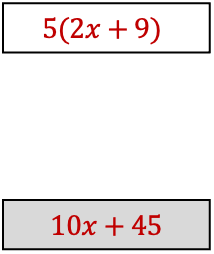 5(2x + 9)
10x + 45